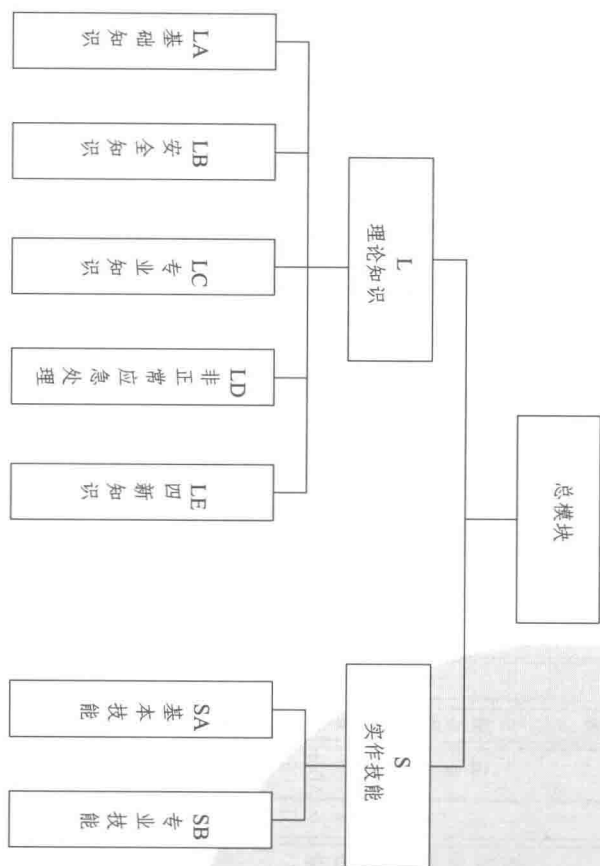 总模块
L
理论知识
S
实作技能
LA
基础知识
LB
安全知识
LC
专业知识
LD
非正常应急处理
LE
四新知识
SA
基本技能
SB
专业技能